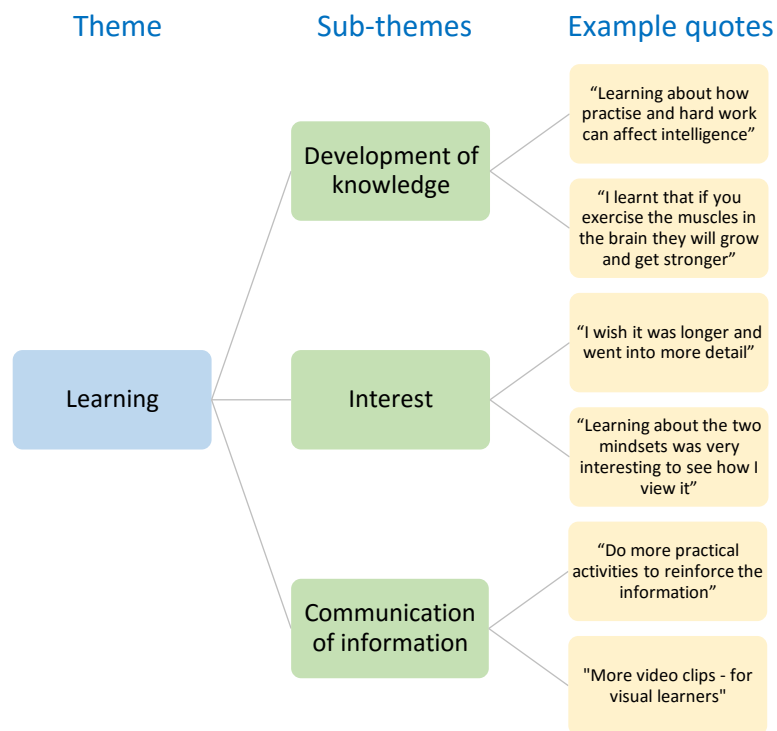 Theme
Sub-themes
Example quotes
Learning
Development of
knowledge
“Learning about how
practise and hard work
can affect intelligence”
“I learnt that if you
exercise the muscles in
the brain they will grow
and get stronger”
Interest
“I wish it was longer and
went into more detail”
“Learning about the two
mindsets was very
interesting to see how I
view it”
Communication
of information
“Do more practical
activities to reinforce the
information”
"More video clips - for
visual learners"